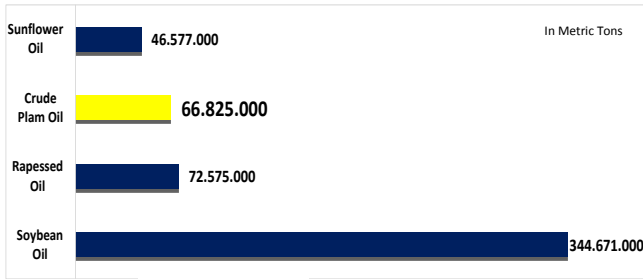 Sunflower
Oil
46.577.000
In Metric Tons
Crude
Plam Oil
66.825.000
Rapessed
Oil
72.575.000
Soybean
Oil
344.671.000